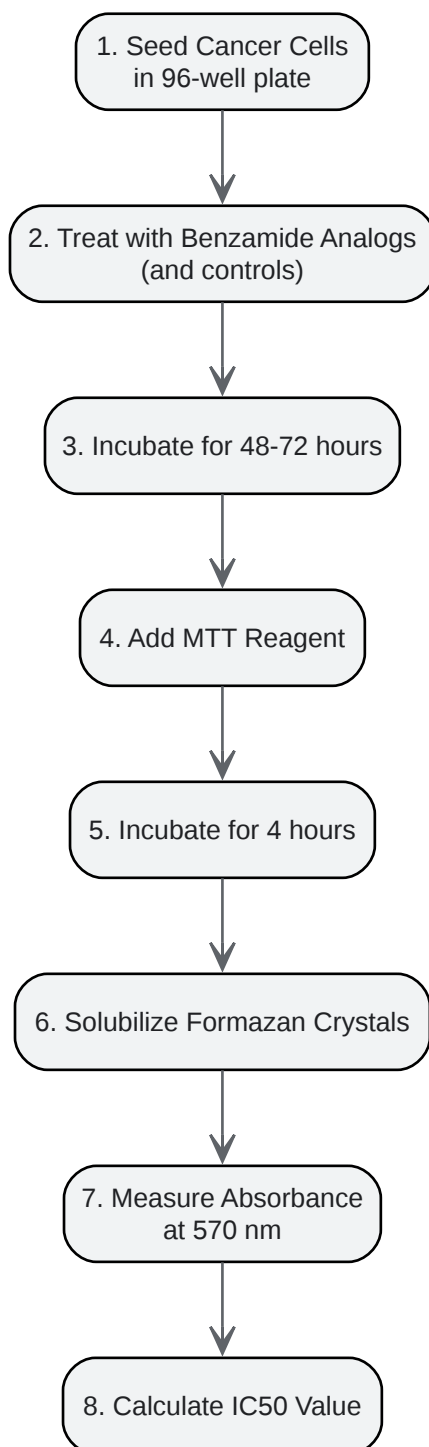 1. Seed Cancer Cells
in 96-well plate
2. Treat with Benzamide Analogs
(and controls)
3. Incubate for 48-72 hours
4. Add MTT Reagent
5. Incubate for 4 hours
6. Solubilize Formazan Crystals
7. Measure Absorbance
at 570 nm
8. Calculate IC50 Value